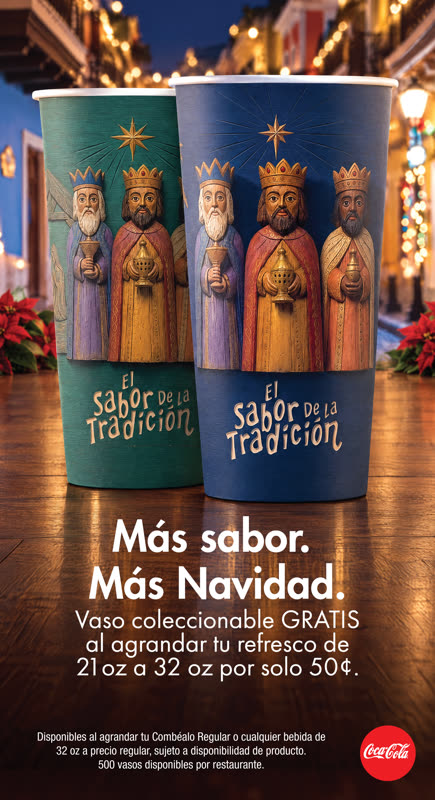 El
Sabor De La
Tradición
El
Sabor De La
Tradición
Más sabor.
Más Navidad.
Vaso coleccionable GRATIS
al agrandar tu refresco de
21 oz a 32 oz por solo 50¢.
Disponibles al agrandar tu Combéalo Regular o cualquier bebida de
32 oz a precio regular, sujeto a disponibilidad de producto.
500 vasos disponibles por restaurante.
Coca-Cola